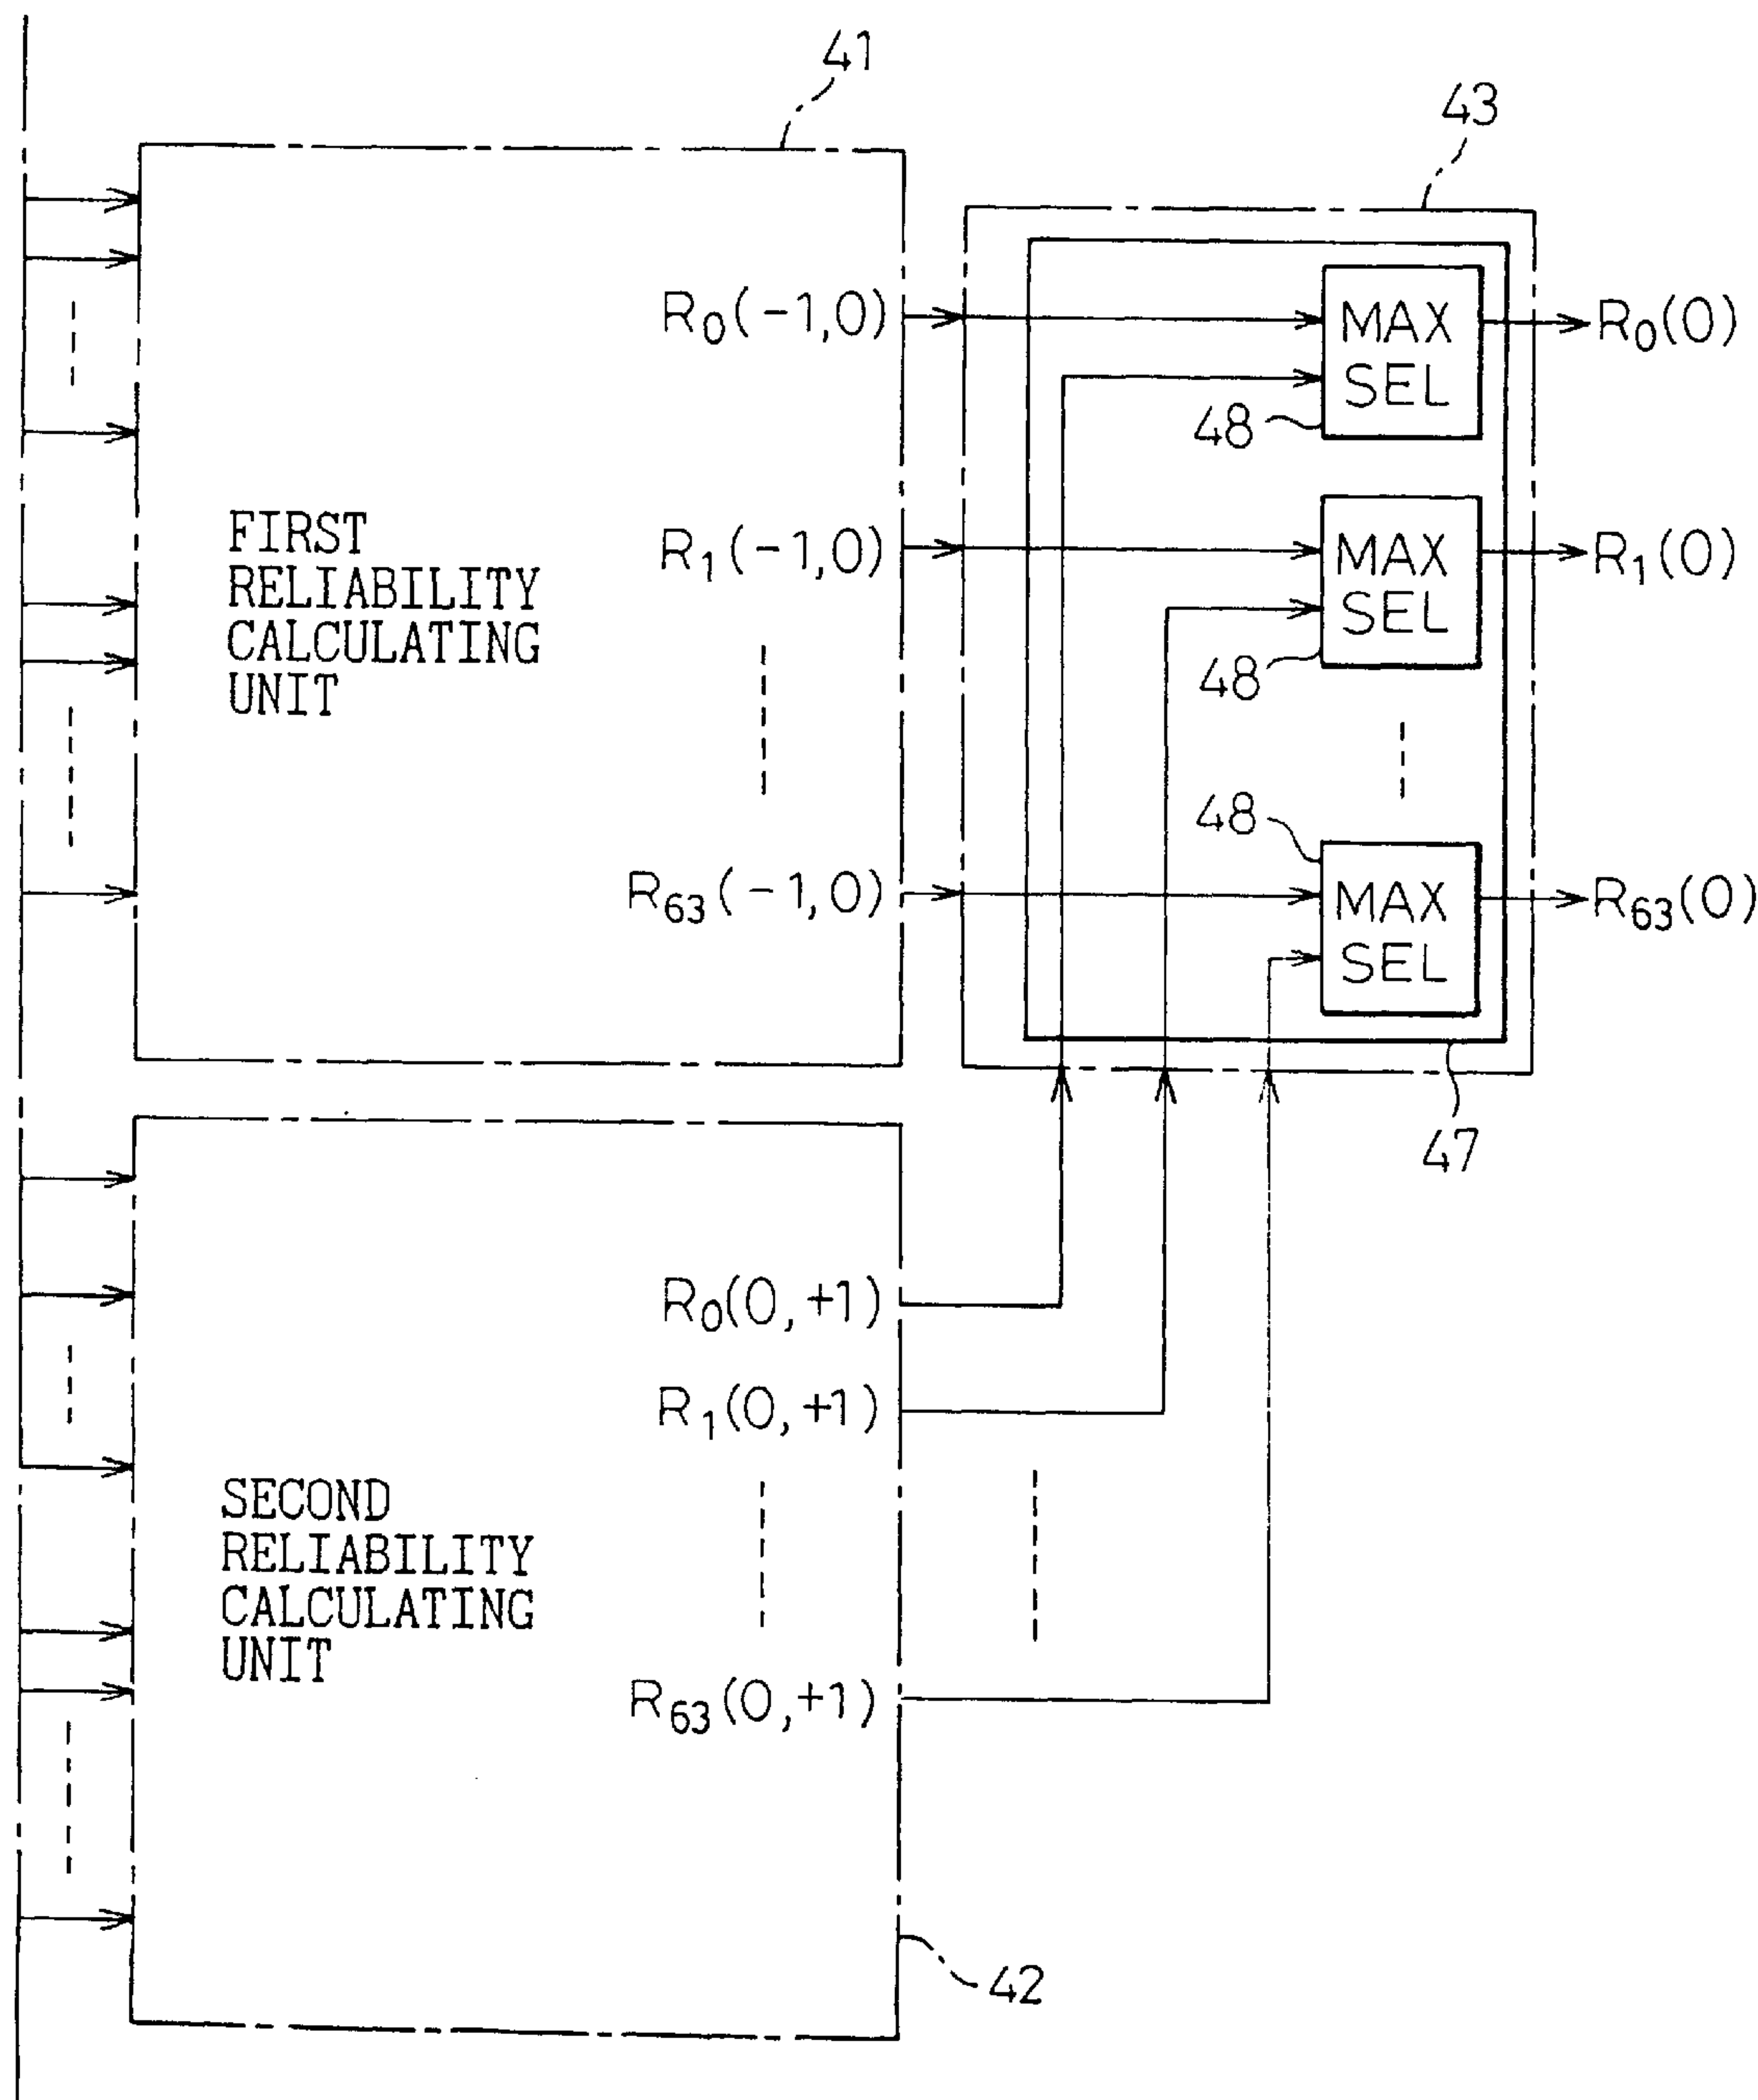 41
43
R₀(-1,0)
MAX
SEL
R₀(0)
48
FIRST
RELIABILITY
CALCULATING
UNIT
R₁(-1,0)
MAX
SEL
R₁(0)
48
48
R₆₃(-1,0)
MAX
SEL
R₆₃(0)
47
R₀(0,+1)
R₁(0,+1)
SECOND
RELIABILITY
CALCULATING
UNIT
R₆₃(0,+1)
42